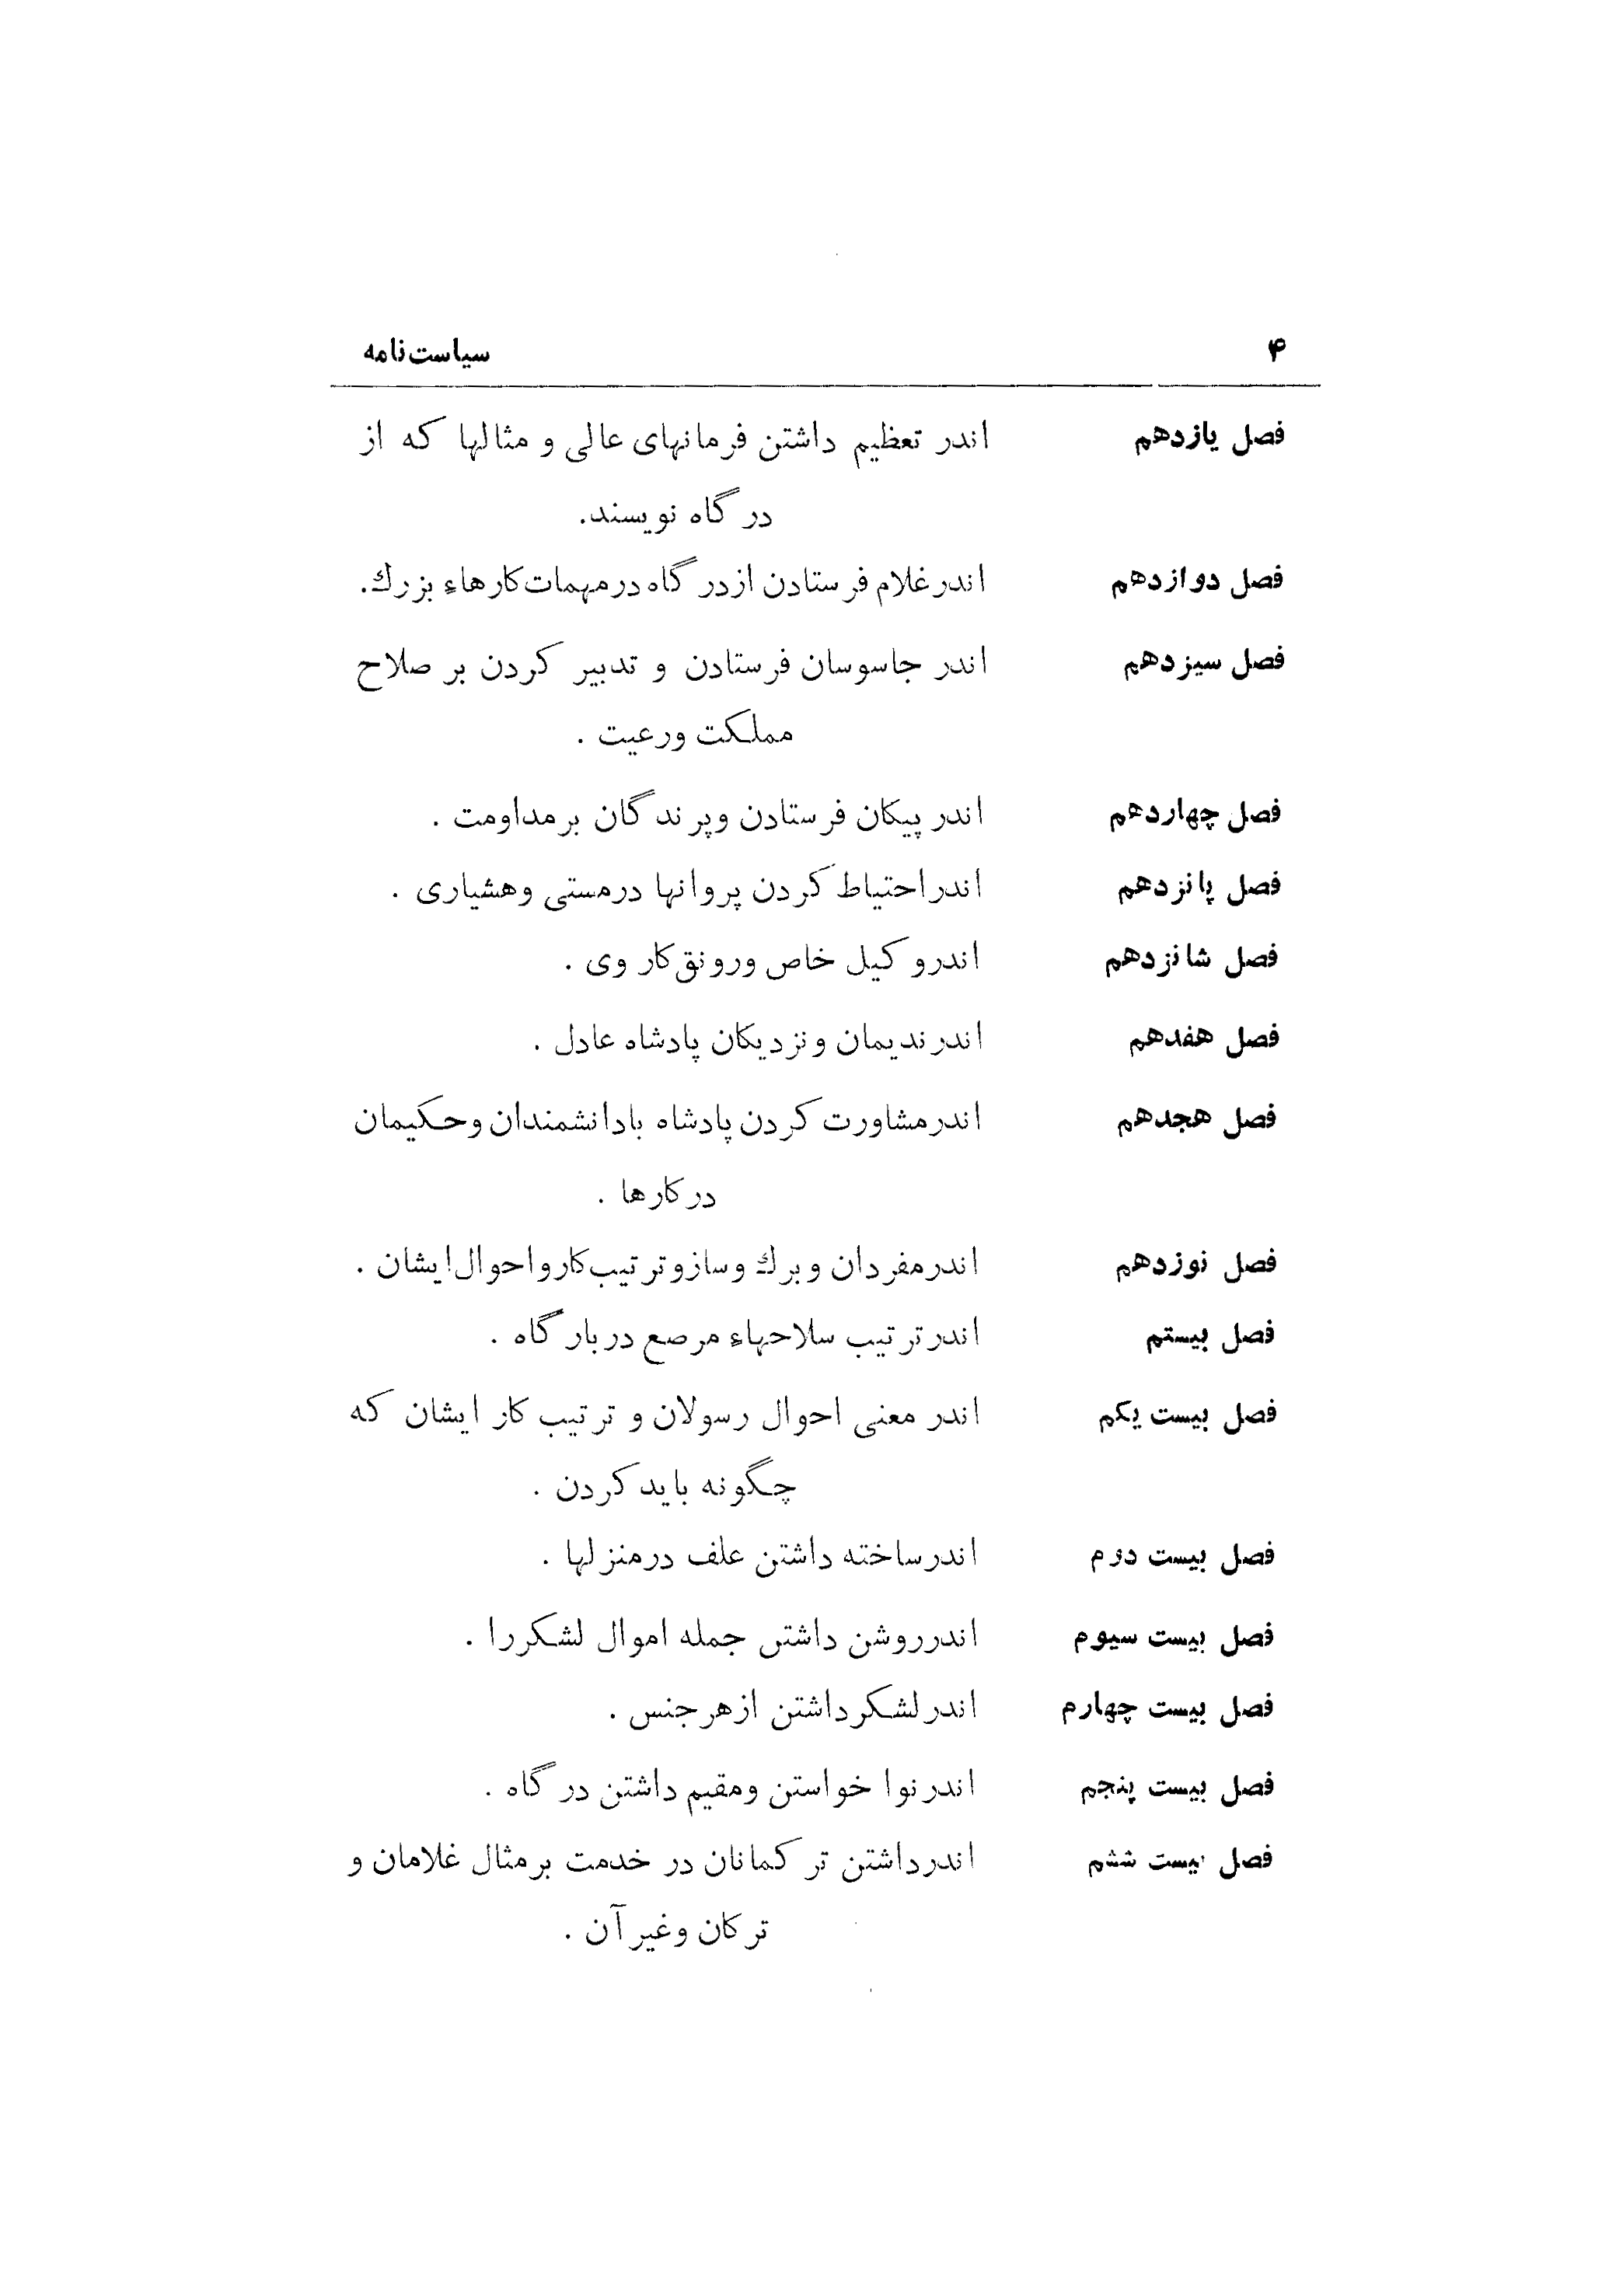 ۴ سیاست‌نامه
فصل یازدهم اندر تعظیم داشتن فرمانهای عالی و مثالها که از
درگاه نویسند.
فصل دوازدهم اندرغلام فرستادن ازدرگاه درمهمات‌کارهاء بزرك.
فصل سیزدهم اندر جاسوسان فرستادن و تدبیر کردن بر صلاح
مملکت ورعیت .
فصل چهاردهم اندر پیکان فرستادن وپرندگان برمداومت .
فصل پانزدهم اندراحتیاط کردن پروانها درمستی وهشیاری .
فصل شانزدهم اندروکیل خاص ورونق‌کار وی .
فصل هفدهم اندرندیمان ونزدیکان پادشاه عادل .
فصل هجدهم اندرمشاورت کردن پادشاه بادانشمندان وحکیمان
درکارها .
فصل نوزدهم اندرمفردان وبرك وسازوترتیب‌کارواحوال‌ایشان .
فصل بیستم اندرترتیب سلاحهاء مرصع دربارگاه .
فصل بیست یکم اندر معنی احوال رسولان و ترتیب کار ایشان که
چگونه باید کردن .
فصل بیست دوم اندرساخته داشتن علف درمنزلها .
فصل بیست سیوم اندرروشن داشتن جمله اموال لشکررا .
فصل بیست چهارم اندرلشکرداشتن ازهرجنس .
فصل بیست پنجم اندرنوا خواستن ومقیم داشتن درگاه .
فصل بیست ششم اندرداشتن ترکمانان در خدمت برمثال غلامان و
ترکان وغیرآن .